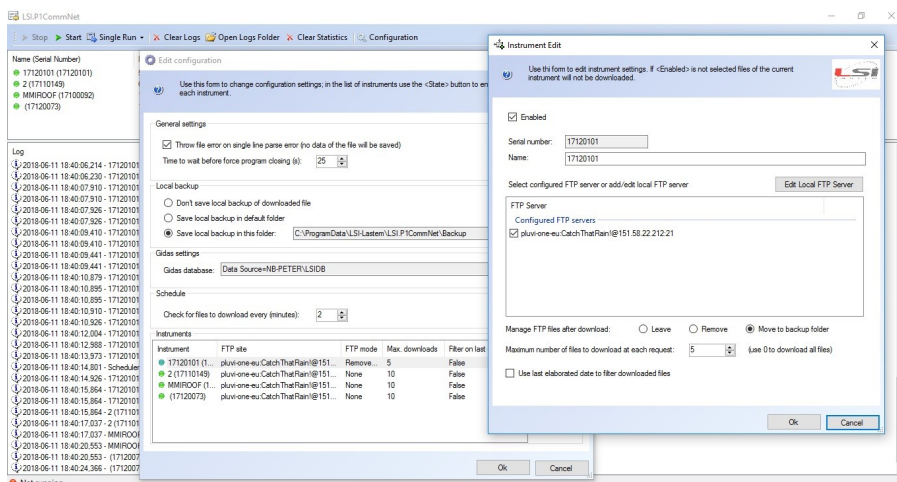 LSI.P1CommNet
Stop Start Single Run Clear Logs Open Logs Folder Clear Statistics Configuration
Name (Serial Number)
17120101 (17120101)
2 (17110149)
MMIROOF (17100092)
(17120073)
Log
2018-06-11 18:40:06,214 - 17120101
2018-06-11 18:40:06,230 - 17120101
2018-06-11 18:40:07,910 - 17120101
2018-06-11 18:40:07,926 - 17120101
2018-06-11 18:40:07,926 - 17120101
2018-06-11 18:40:09,410 - 17120101
2018-06-11 18:40:09,410 - 17120101
2018-06-11 18:40:09,441 - 17120101
2018-06-11 18:40:09,441 - 17120101
2018-06-11 18:40:10,879 - 17120101
2018-06-11 18:40:10,895 - 17120101
2018-06-11 18:40:10,895 - 17120101
2018-06-11 18:40:10,910 - 17120101
2018-06-11 18:40:10,926 - 17120101
2018-06-11 18:40:12,004 - 17120101
2018-06-11 18:40:12,988 - 17120101
2018-06-11 18:40:13,973 - 17120101
2018-06-11 18:40:14,801 - Scheduler
2018-06-11 18:40:14,926 - 17120101
2018-06-11 18:40:15,864 - 17120101
2018-06-11 18:40:15,864 - 17120101
2018-06-11 18:40:15,864 - 2 (171101
2018-06-11 18:40:17,037 - 2 (171101
2018-06-11 18:40:17,037 - MMIROOF
2018-06-11 18:40:20,553 - MMIROOF
2018-06-11 18:40:20,553 - (1712007
2018-06-11 18:40:24,366 - (1712007
Not running
Edit configuration
Use this form to change configuration settings; in the list of instruments use the <State> button to en
each instrument.
General settings
Throw file error on single line parse error (no data of the file will be saved)
Time to wait before force program closing (s): 25
Local backup
Don't save local backup of downloaded file
Save local backup in default folder
Save local backup in this folder: C:\ProgramData\LSI-Lastem\LSI.P1CommNet\Backup
Gidas settings
Gidas database: Data Source=NB-PETER\LSIDB
Schedule
Check for files to download every (minutes): 2
Instruments
Instrument FTP site FTP mode Max. downloads Filter on last
17120101 (1... pluvi-one-eu:CatchThatRain!@151... Remove... 5 False
2 (17110149) pluvi-one-eu:CatchThatRain!@151... None 10 False
MMIROOF (1... pluvi-one-eu:CatchThatRain!@151... None 10 False
(17120073) pluvi-one-eu:CatchThatRain!@151... None 10 False
Ok Cancel
Instrument Edit
Use thi form to edit instrument settings. If <Enabled> is not selected files of the current
instrument will not be downloaded.
LSI
Enabled
Serial number: 17120101
Name: 17120101
Select configured FTP server or add/edit local FTP server Edit Local FTP Server
FTP Server
Configured FTP servers
pluvi-one-eu:CatchThatRain!@151.58.22.212:21
Manage FTP files after download: Leave Remove Move to backup folder
Maximum number of files to download at each request: 5 (use 0 to download all files)
Use last elaborated date to filter downloaded files
Ok Cancel